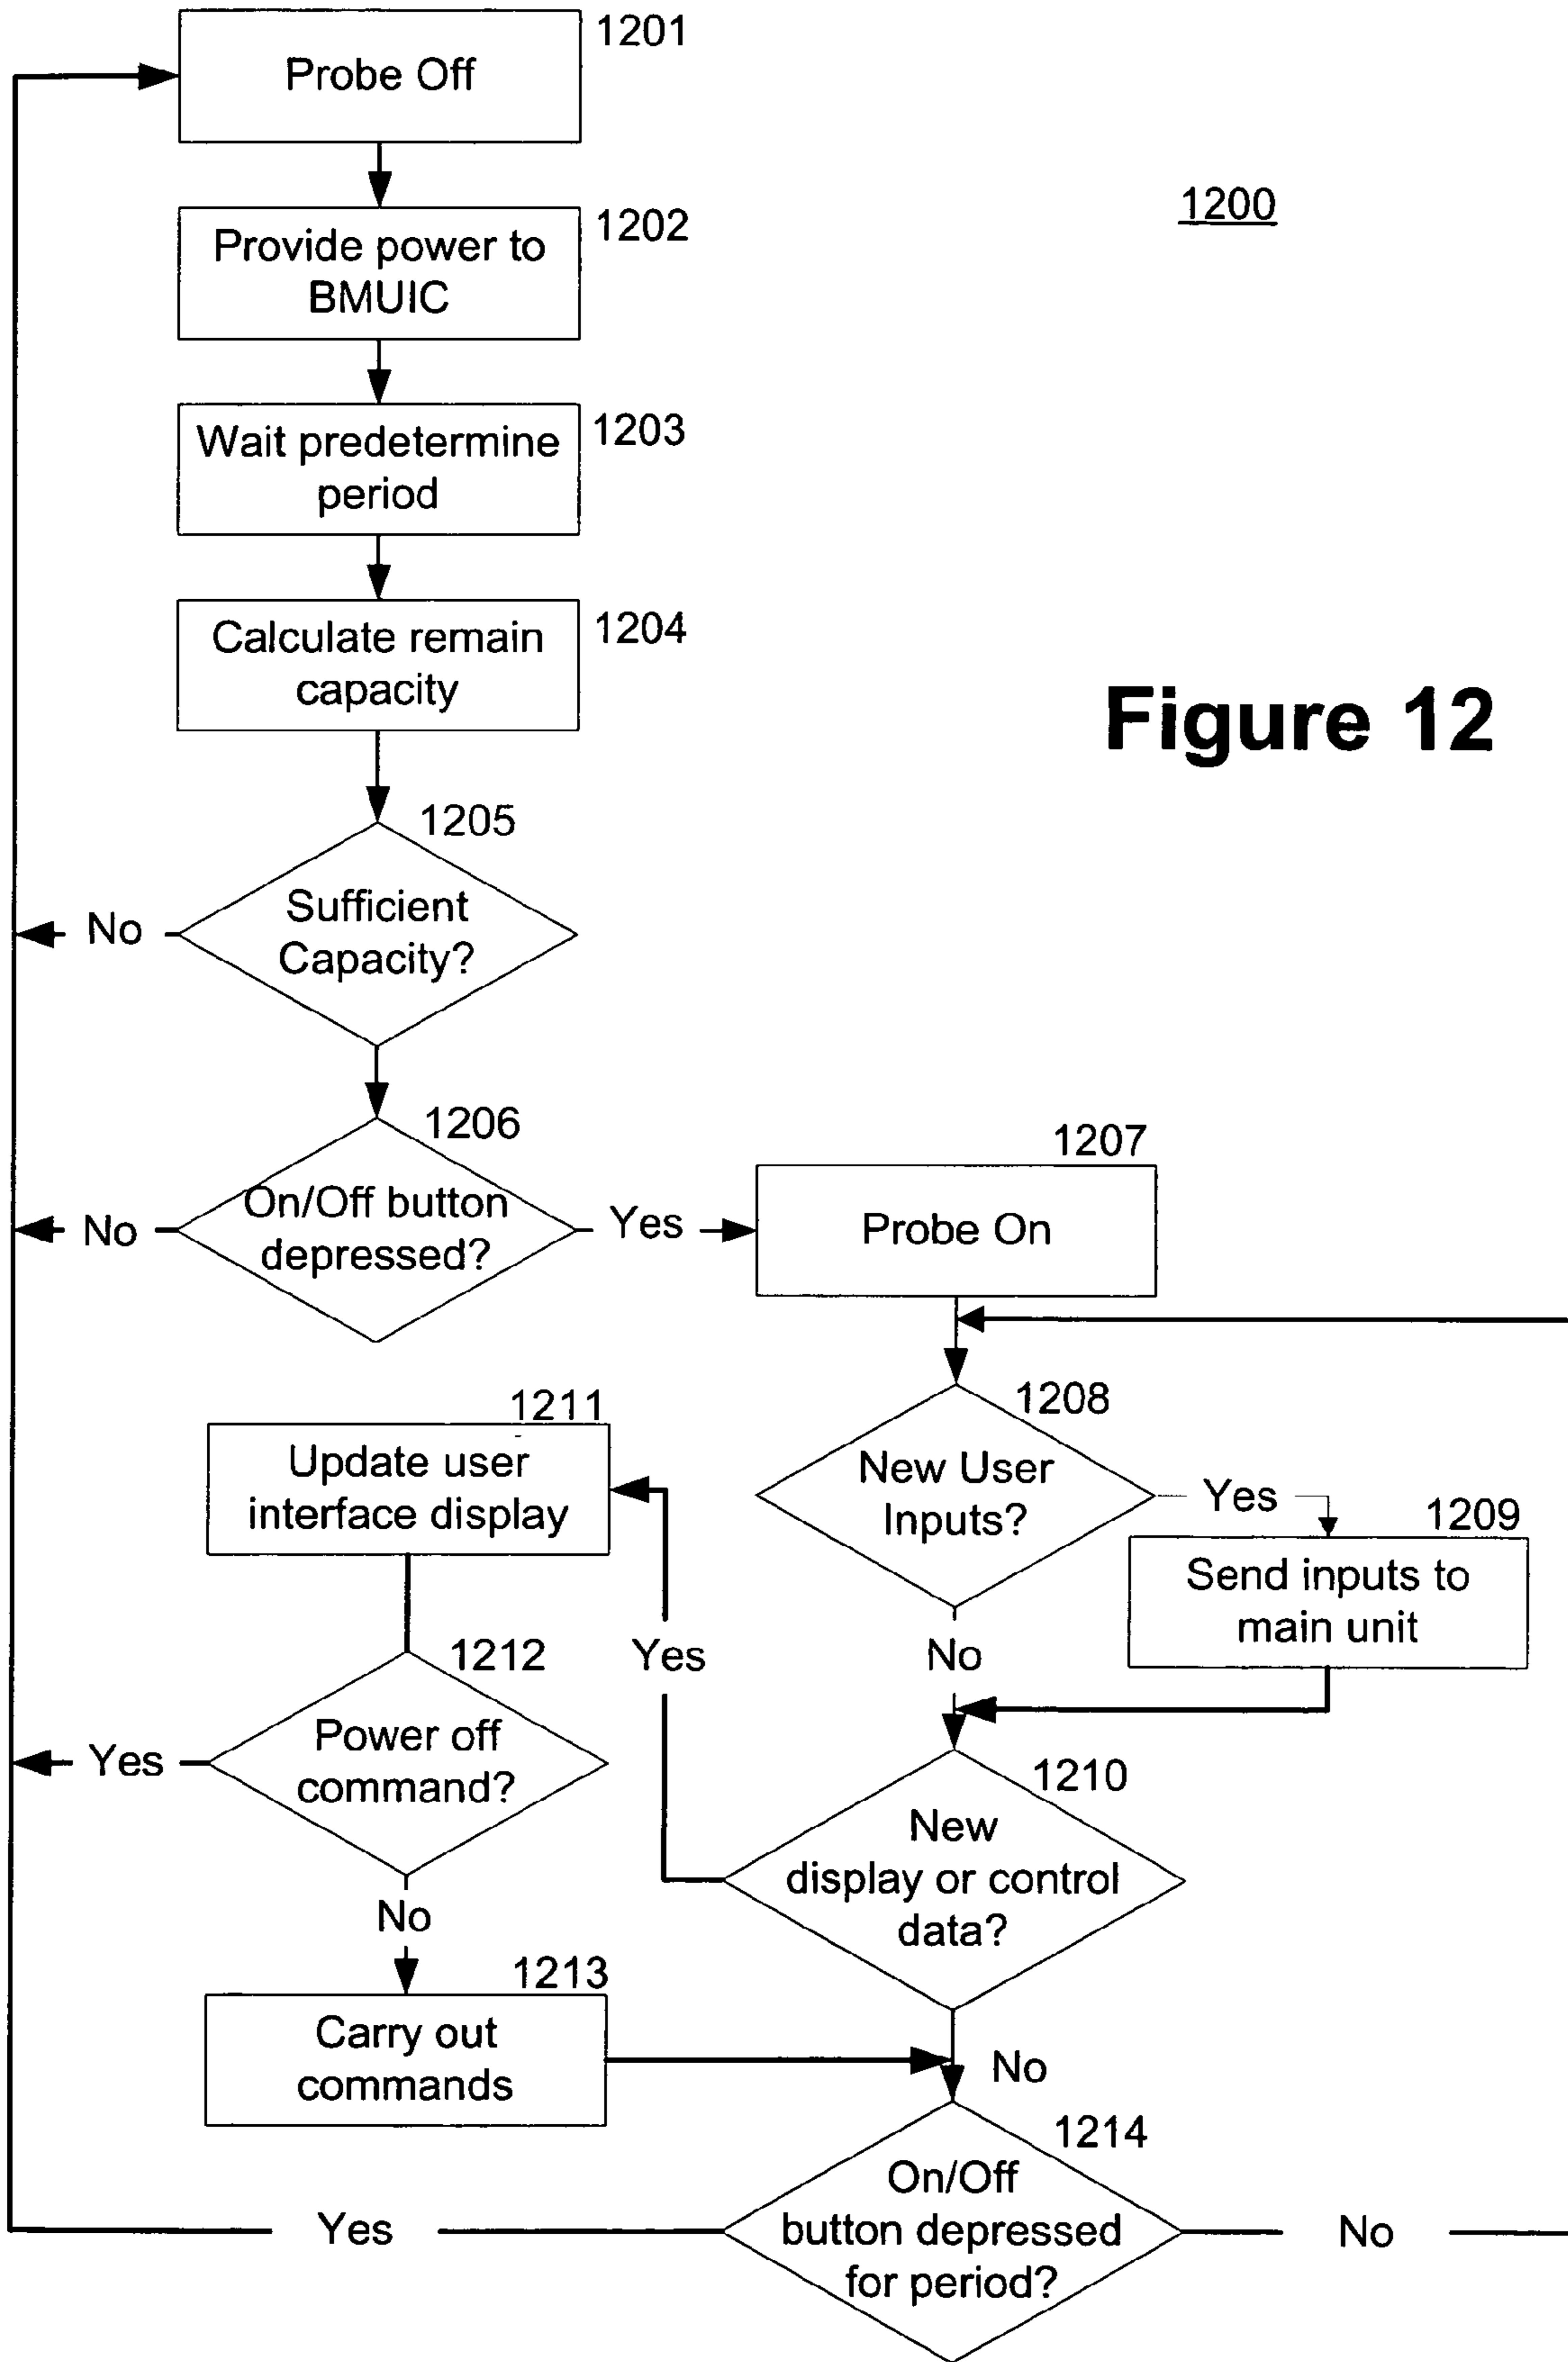 1201
Probe Off
1200
1202
Provide power to
BMUIC
1203
Wait predetermine
period
1204
Calculate remain
capacity
Figure 12
1205
Sufficient
Capacity?
No
1206
On/Off button
depressed?
No
Yes
1207
Probe On
1208
New User
Inputs?
Yes
1209
Send inputs to
main unit
No
1211
Update user
interface display
Yes
1212
Power off
command?
Yes
No
1210
New
display or control
data?
1213
Carry out
commands
No
1214
On/Off
button depressed
for period?
Yes
No